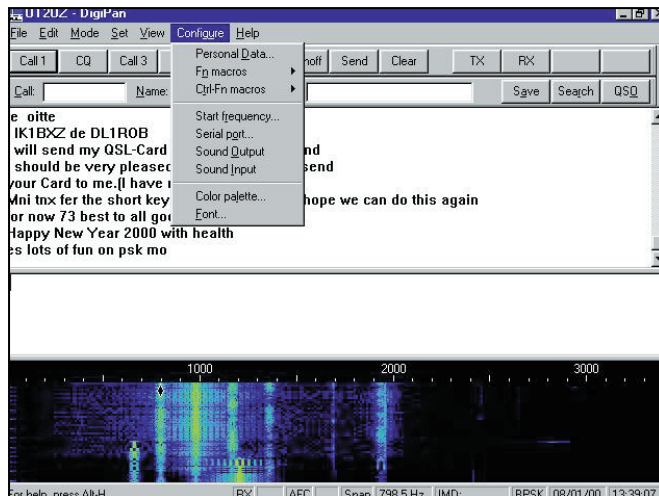 UT2UZ - DigiPan
File Edit Mode Set View Configure Help
Call 1 CQ Call 3 noff Send Clear TX RX
Call: Name: Save Search QSO
Personal Data...
Fn macros
Ctrl-Fn macros
Start frequency...
Serial port...
Sound Output
Sound Input
Color palette...
Font...
e oitte
IK1BXZ de DL1ROB
will send my QSL-Card nd
should be very pleased send
your Card to me.(I have
Mni tnx fer the short key hope we can do this again
or now 73 best to all go
Happy New Year 2000 with health
es lots of fun on psk mo
1000 2000 3000
For help, press Alt-H RX AFC Snap 798.5 Hz IMD: BPSK 08/01/00 13:39:07